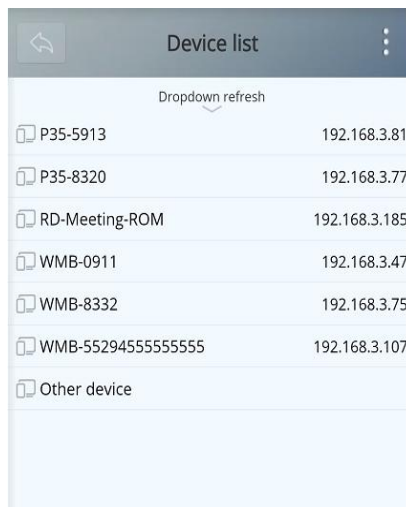 Device list
Dropdown refresh
P35-5913 192.168.3.81
P35-8320 192.168.3.77
RD-Meeting-ROM 192.168.3.185
WMB-0911 192.168.3.47
WMB-8332 192.168.3.75
WMB-55294555555555 192.168.3.107
Other device